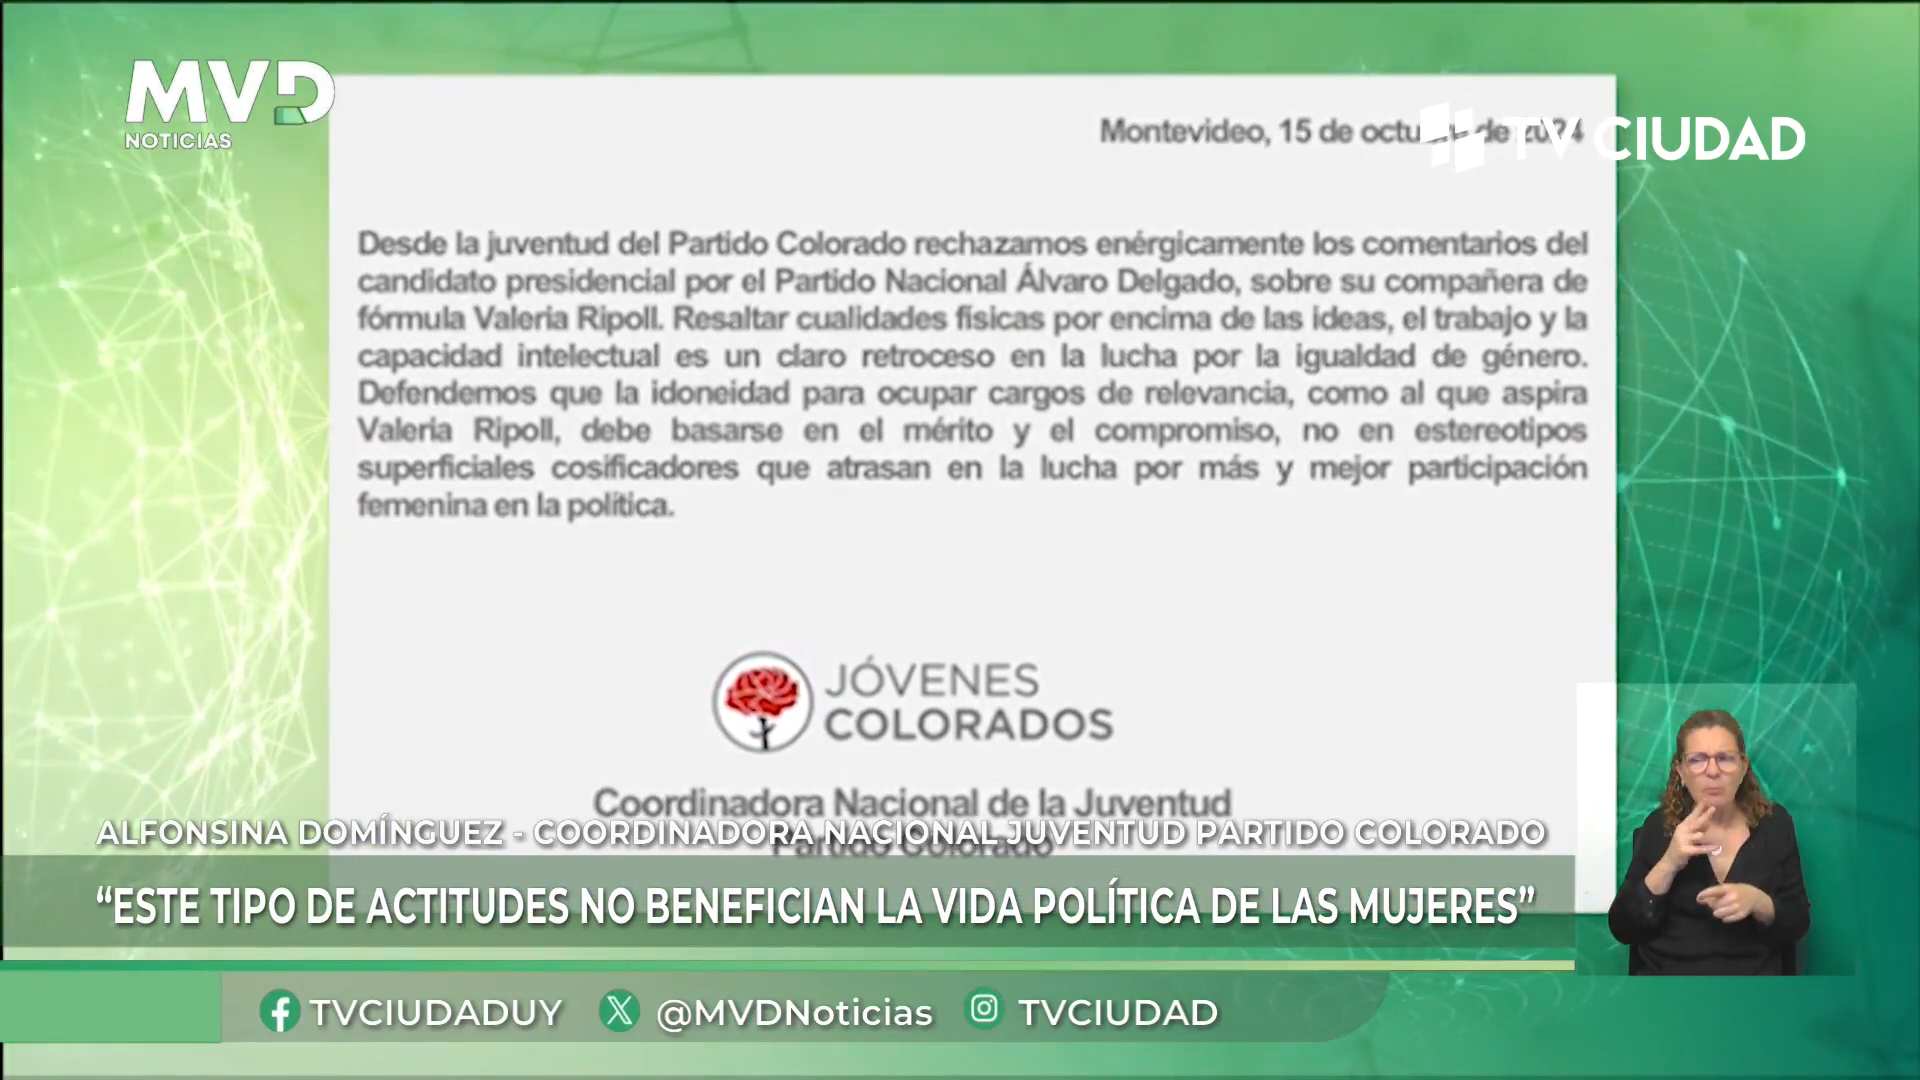 MVD
NOTICIAS
Montevideo, 15 de octubre de 2024
TV CIUDAD
Desde la juventud del Partido Colorado rechazamos enérgicamente los comentarios del
candidato presidencial por el Partido Nacional Álvaro Delgado, sobre su compañera de
fórmula Valeria Ripoll. Resaltar cualidades físicas por encima de las ideas, el trabajo y la
capacidad intelectual es un claro retroceso en la lucha por la igualdad de género.
Defendemos que la idoneidad para ocupar cargos de relevancia, como al que aspira
Valeria Ripoll, debe basarse en el mérito y el compromiso, no en estereotipos
superficiales cosificadores que atrasan en la lucha por más y mejor participación
femenina en la política.
JÓVENES
COLORADOS
Coordinadora Nacional de la Juventud
Partido Colorado
ALFONSINA DOMÍNGUEZ - COORDINADORA NACIONAL JUVENTUD PARTIDO COLORADO
“ESTE TIPO DE ACTITUDES NO BENEFICIAN LA VIDA POLÍTICA DE LAS MUJERES”
TVCIUDADUY @MVDNoticias TVCIUDAD